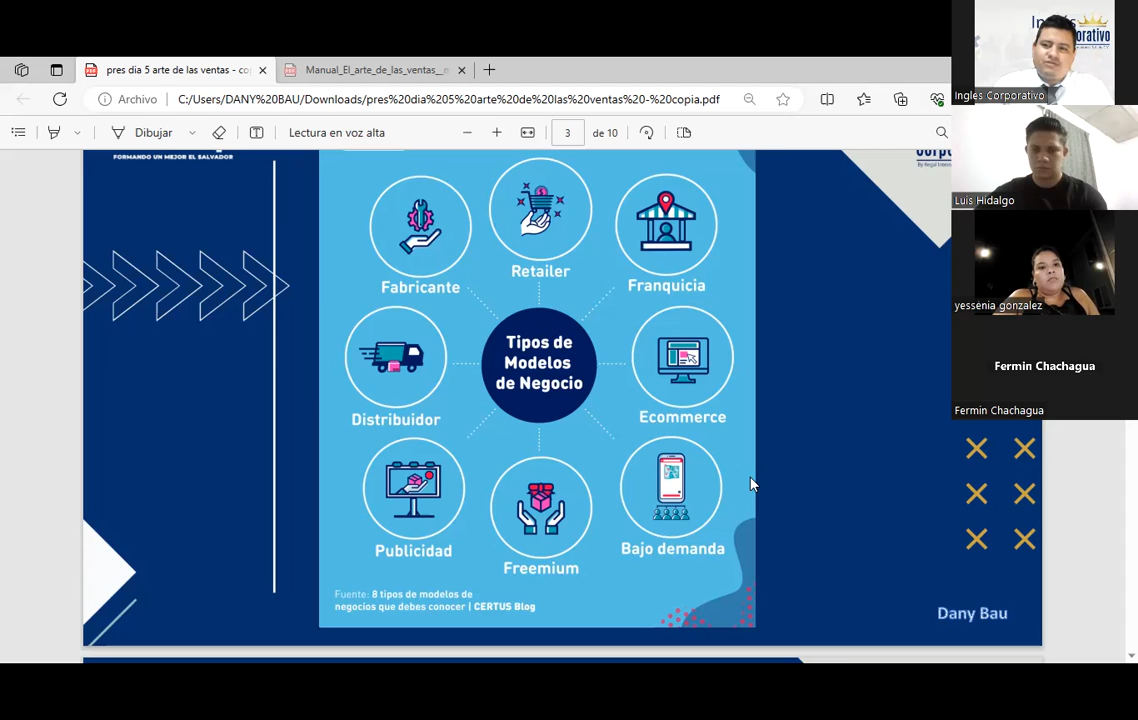 pres dia 5 arte de las ventas - co
Manual_El_arte_de_las_ventas_
Archivo
C:/Users/DANY%20BAU/Downloads/pres%20dia%205%20arte%20de%20las%20ventas%20-%20copia.pdf
Dibujar
Lectura en voz alta
3
de 10
FORMANDO UN MEJOR EL SALVADOR
Fabricante
Retailer
Franquicia
Distribuidor
Tipos de
Modelos
de Negocio
Ecommerce
Publicidad
Freemium
Bajo demanda
Fuente: 8 tipos de modelos de
negocios que debes conocer | CERTUS Blog
Dany Bau
Ingles Corporativo
Luis Hidalgo
yessenia gonzalez
Fermin Chachagua
Fermin Chachagua